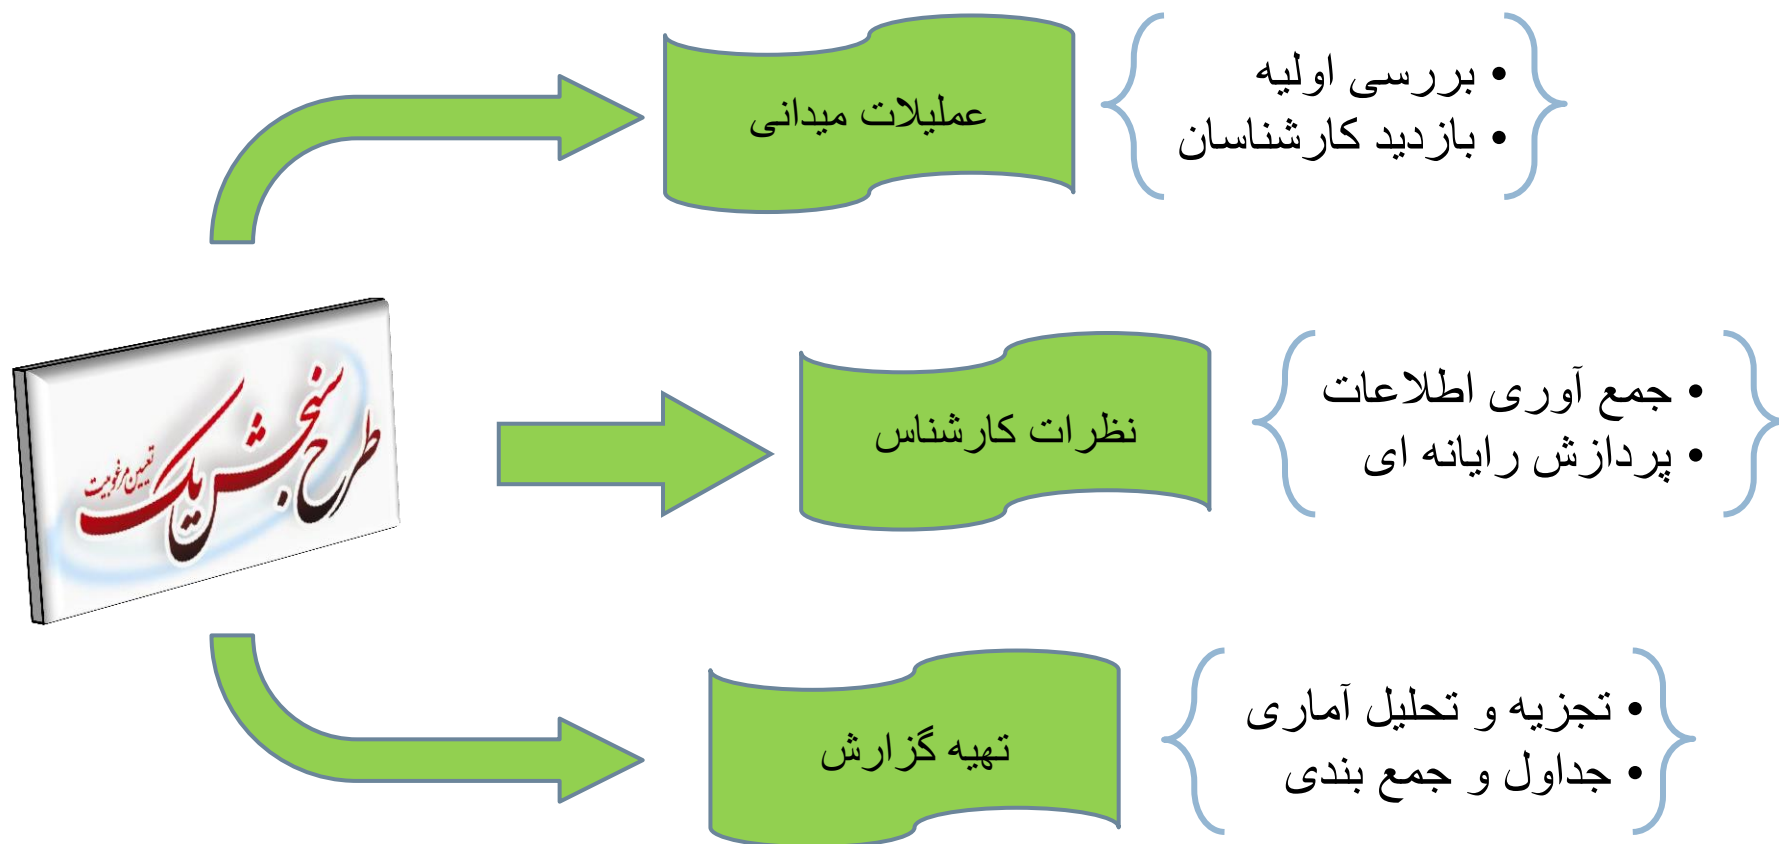 عملیلات میدانی
• بررسی اولیه
• بازدید کارشناسان
طرح سنجش یک
تعیین مرغوبیت
نظرات کارشناس
• جمع آوری اطلاعات
• پردازش رایانه ای
تهیه گزارش
• تجزیه و تحلیل آماری
• جداول و جمع بندی